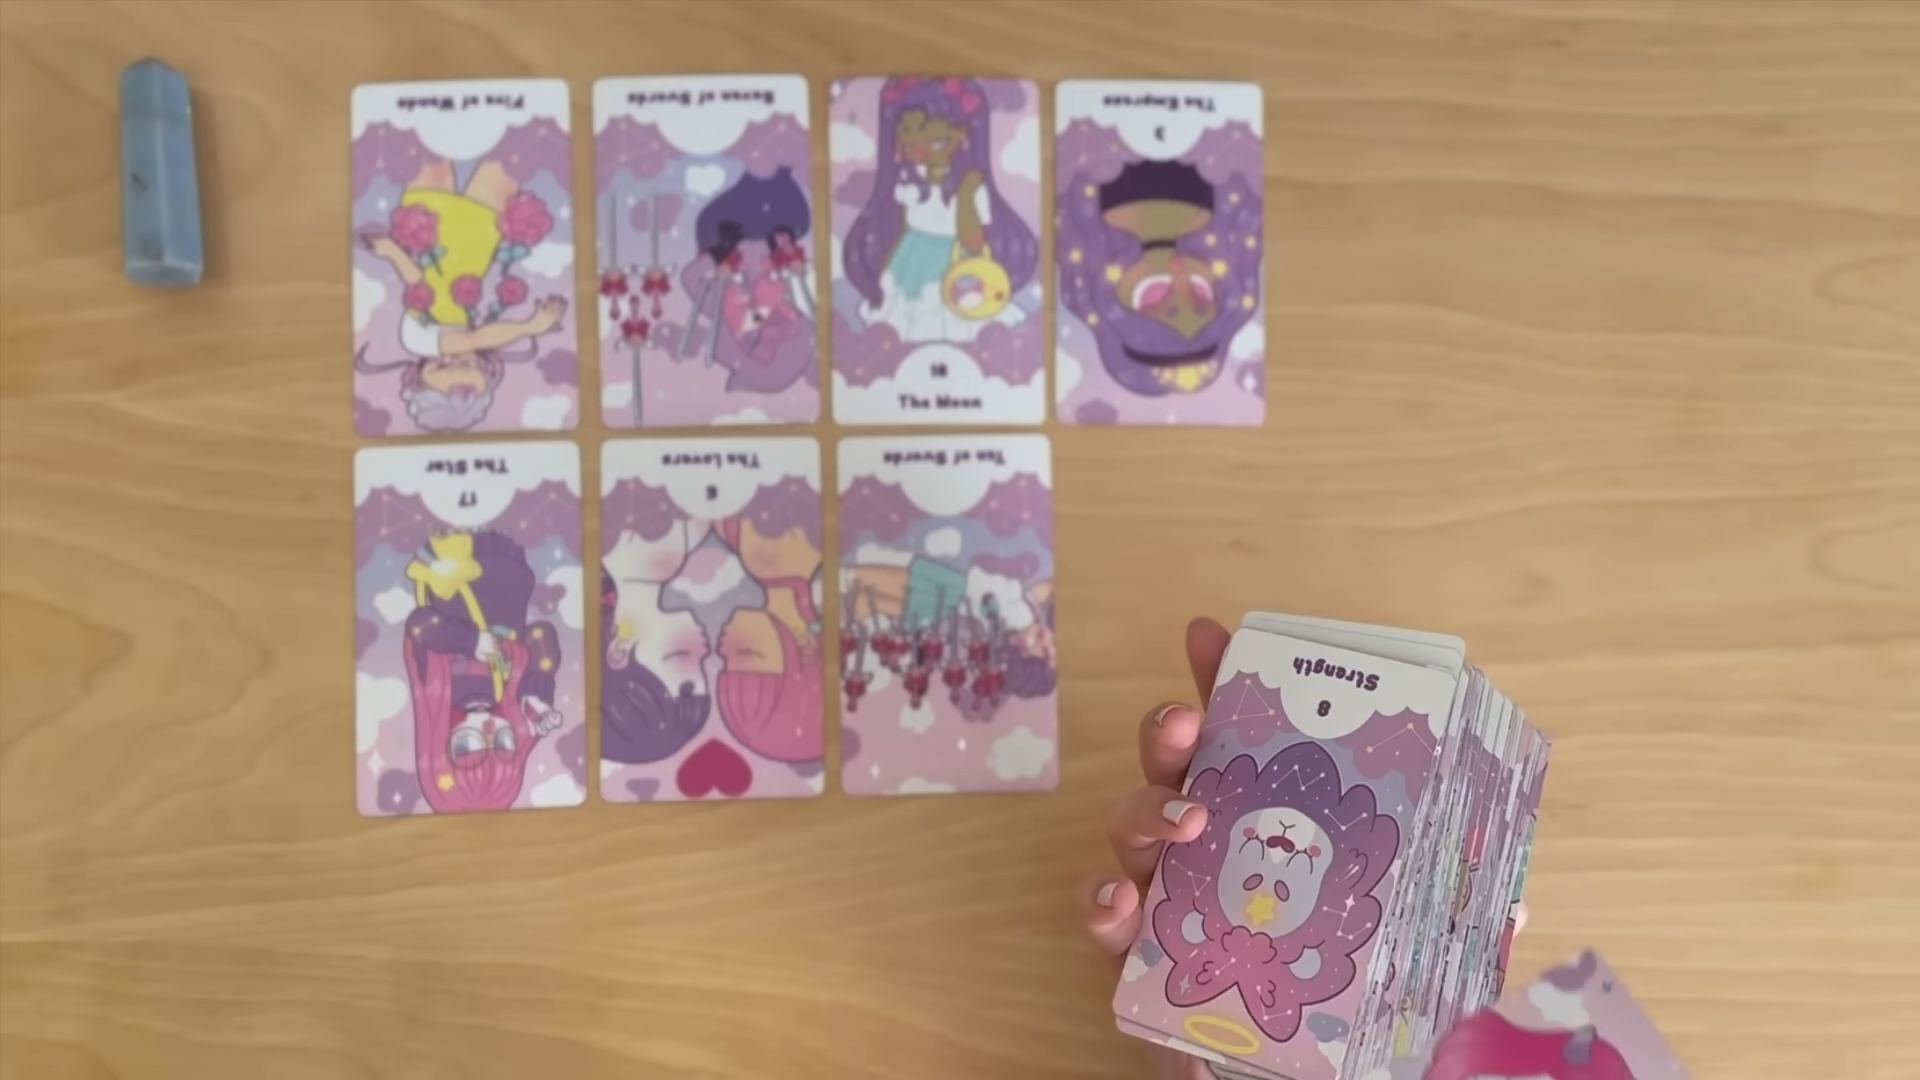 Five of Wands
Seven of Swords
18
The Moon
The Empress
3
The Star
17
The Lovers
6
Ten of Swords
Strength
8